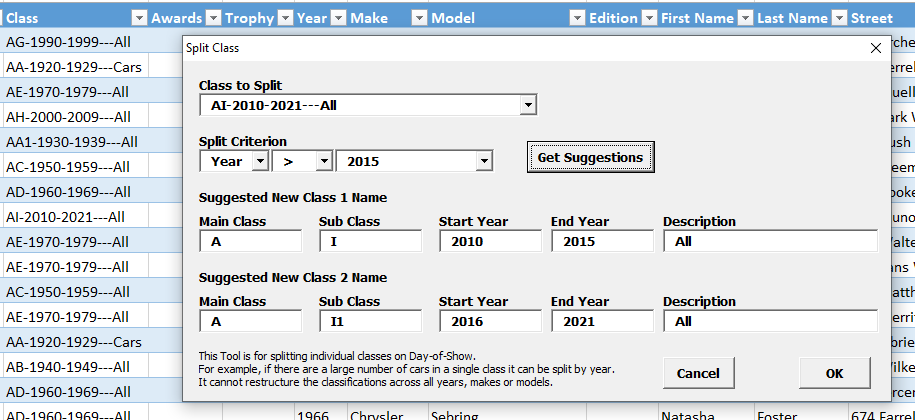 Class Awards Trophy Year Make Model Edition First Name Last Name Street
AG-1990-1999---All
AA-1920-1929---Cars
AE-1970-1979---All
AH-2000-2009---All
AA1-1930-1939---All
AC-1950-1959---All
AD-1960-1969---All
AI-2010-2021---All
AE-1970-1979---All
AE-1970-1979---All
AC-1950-1959---All
AE-1970-1979---All
AA-1920-1929---Cars
AB-1940-1949---All
AD-1960-1969---All
AD-1960-1969---All 1966 Chrysler Sebring Natasha Foster 674 Farrel
Split Class
Class to Split
AI-2010-2021---All
Split Criterion
Year > 2015 Get Suggestions
Suggested New Class 1 Name
Main Class Sub Class Start Year End Year Description
A I 2010 2015 All
Suggested New Class 2 Name
Main Class Sub Class Start Year End Year Description
A I1 2016 2021 All
This Tool is for splitting individual classes on Day-of-Show.
For example, if there are a large number of cars in a single class it can be split by year.
It cannot restructure the classifications across all years, makes or models.
Cancel OK